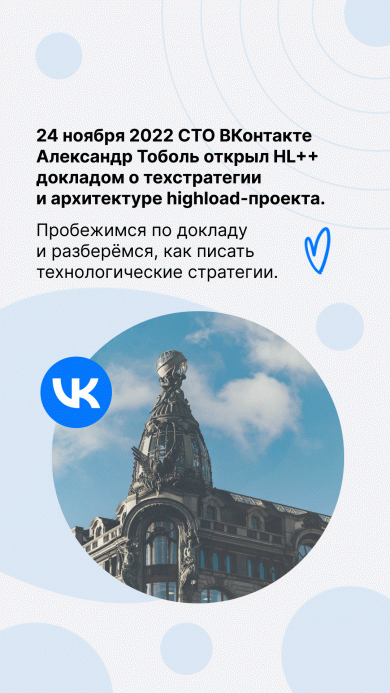 24 ноября 2022 СТО ВКонтакте
Александр Тоболь открыл HL++
докладом о техстратегии
и архитектуре highload-проекта.
Пробежимся по докладу
и разберёмся, как писать
технологические стратегии.
VK